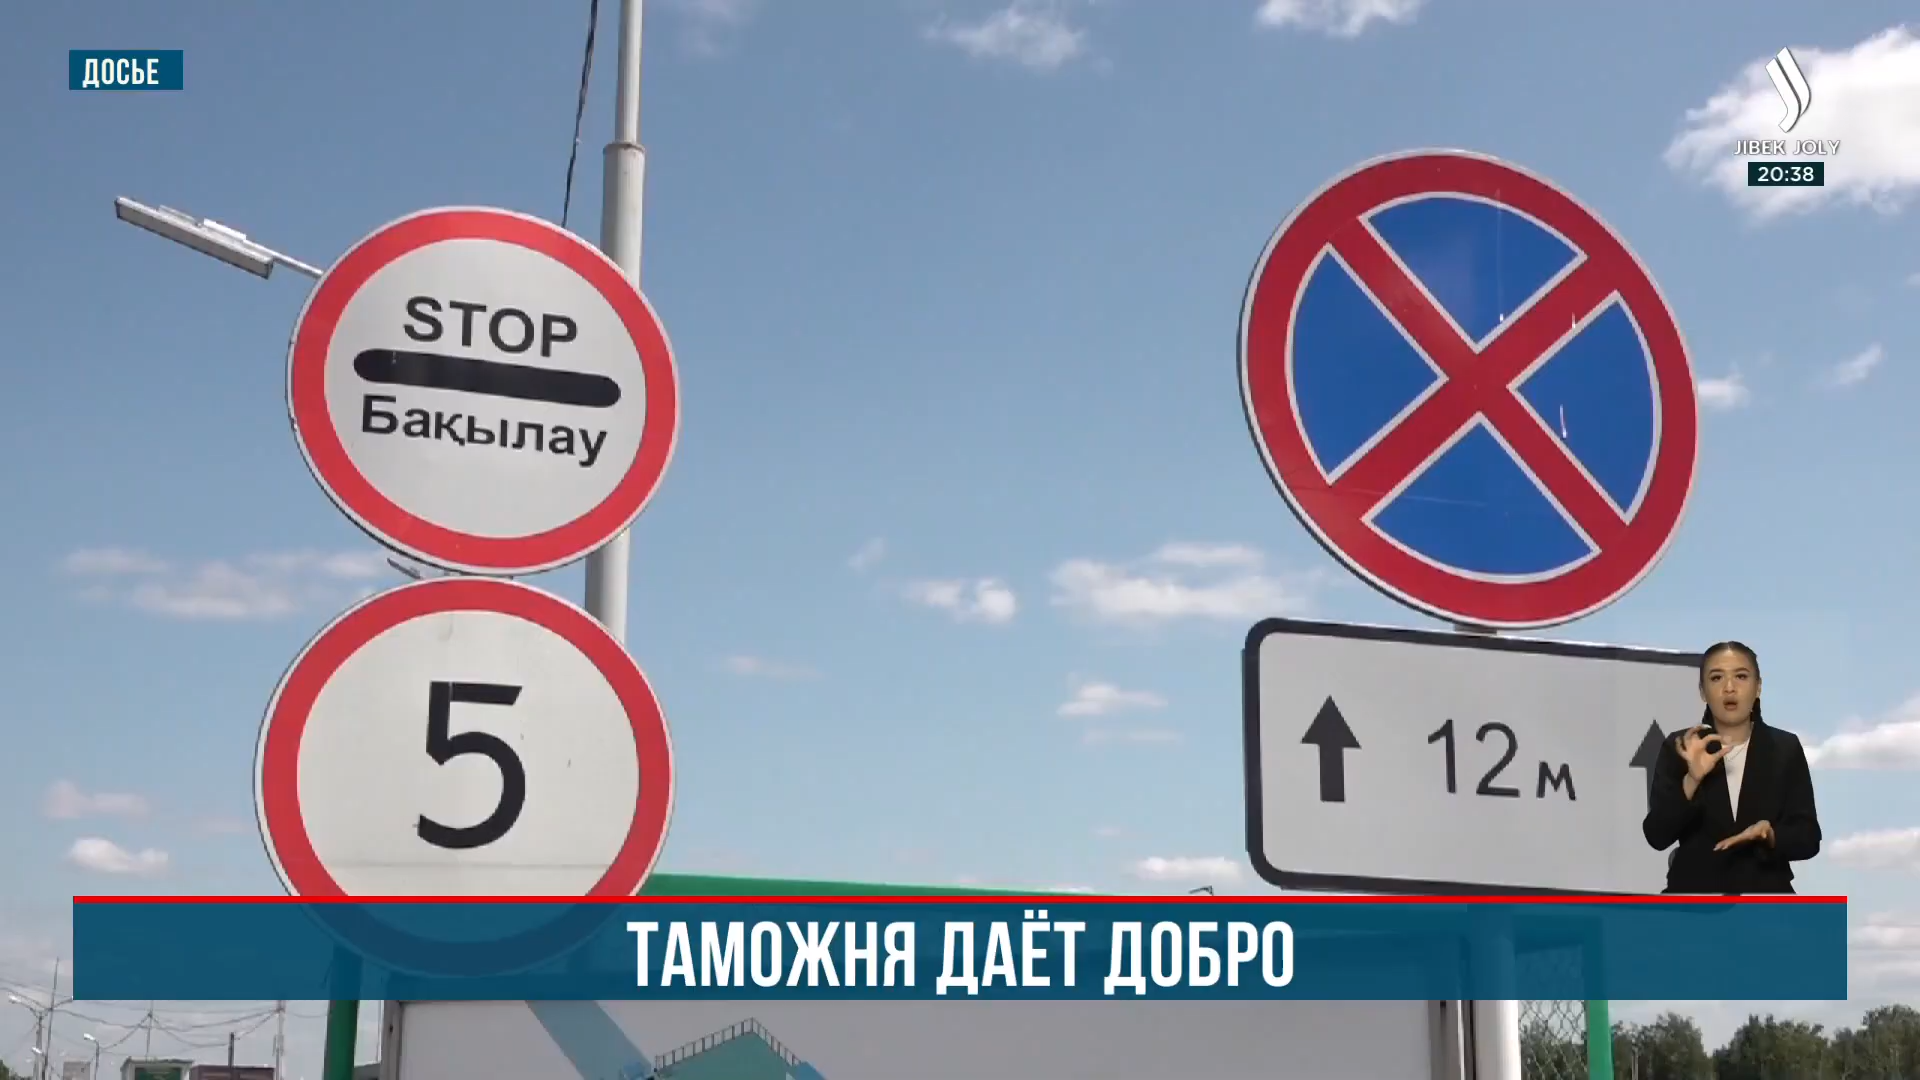 ДОСЬЕ
JIBEK JOLY
20:38
STOP
Бақылау
5
12м
ТАМОЖНЯ ДАЁТ ДОБРО